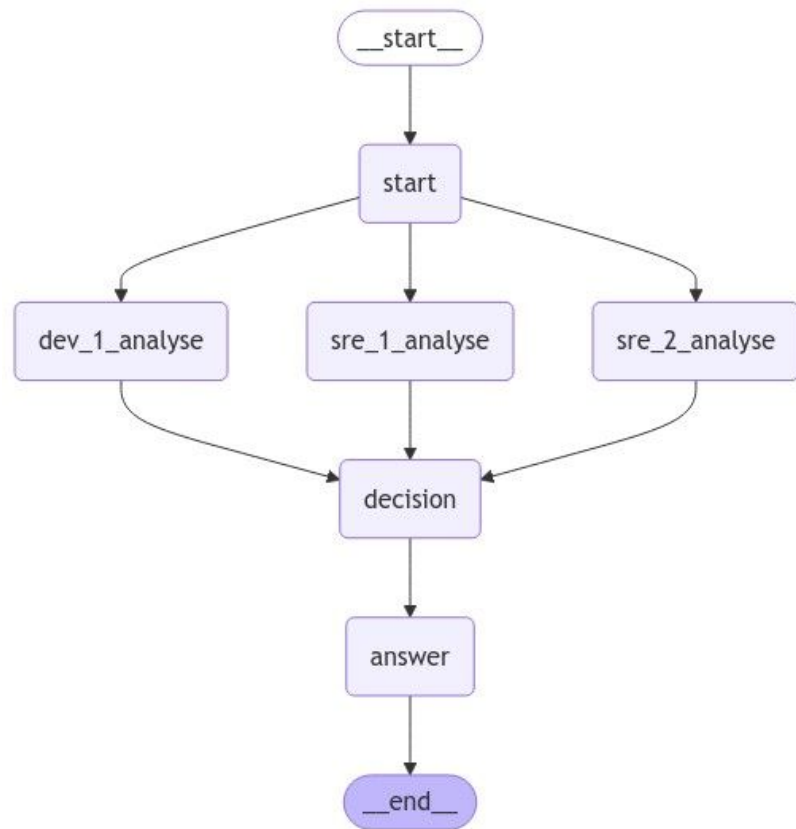 __start__
start
dev_1_analyse
sre_1_analyse
sre_2_analyse
decision
answer
__end__